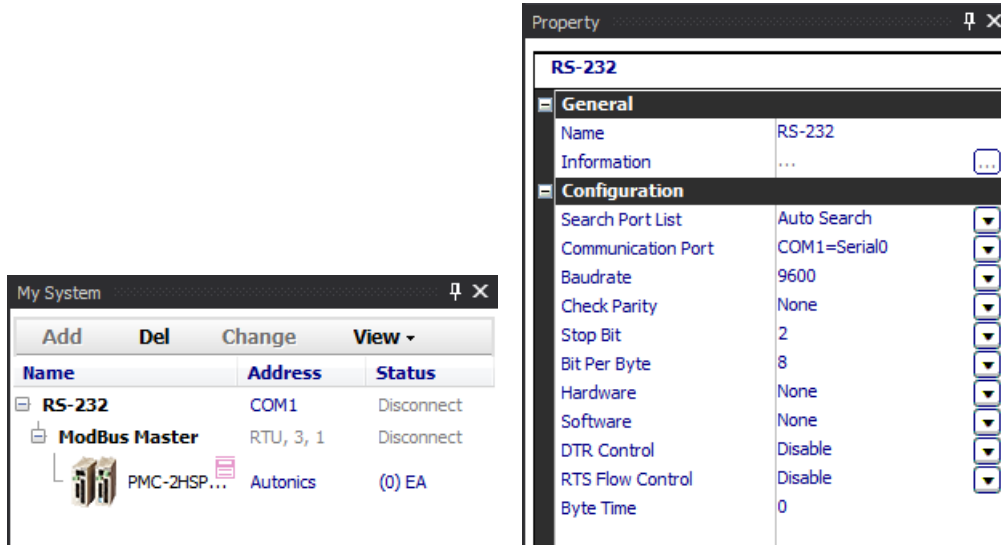 My System
Add Del Change View
Name Address Status
RS-232 COM1 Disconnect
ModBus Master RTU, 3, 1 Disconnect
PMC-2HSP... Autonics (0) EA
Property
RS-232
General
Name RS-232
Information ... ...
Configuration
Search Port List Auto Search
Communication Port COM1=Serial0
Baudrate 9600
Check Parity None
Stop Bit 2
Bit Per Byte 8
Hardware None
Software None
DTR Control Disable
RTS Flow Control Disable
Byte Time 0